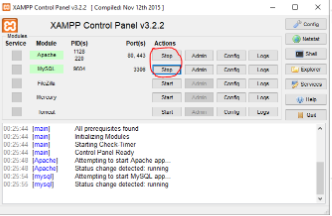 XAMPP Control Panel v3.2.2 [ Compiled: Nov 12th 2015 ]
XAMPP Control Panel v3.2.2
Config
Netstat
Shell
Explorer
Services
Help
Quit
Modules
Service Module PID(s) Port(s) Actions
Apache 80, 443 Stop Admin Config Logs
MySQL 3306 Stop Admin Config Logs
FileZilla Start Admin Config Logs
Mercury Start Admin Config Logs
Tomcat Start Admin Config Logs
00:25:44 [main] All prerequisites found
00:25:44 [main] Initializing Modules
00:25:44 [main] Starting Check-Timer
00:25:44 [main] Control Panel Ready
00:25:48 [Apache] Attempting to start Apache app...
00:25:48 [Apache] Status change detected: running
00:25:54 [mysql] Attempting to start MySQL app...
00:25:55 [mysql] Status change detected: running